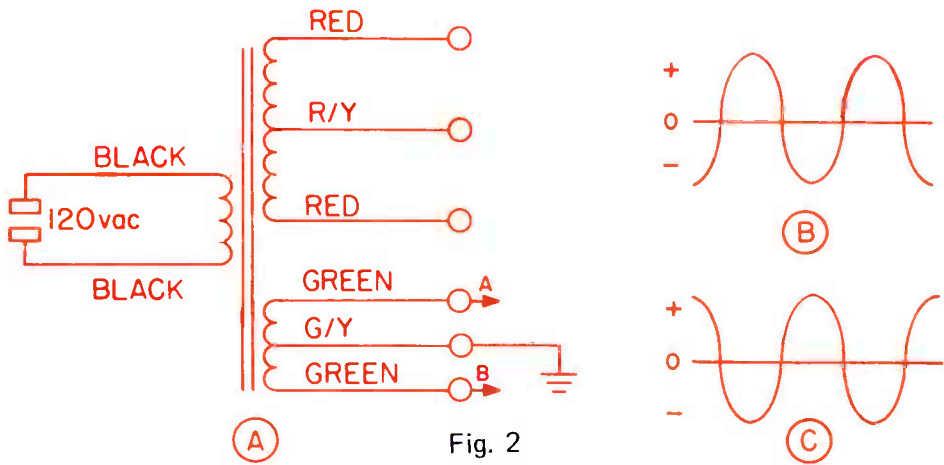 RED
R/Y
BLACK
120vac
RED
BLACK
GREEN
A
G/Y
GREEN
B
A
Fig. 2
+
0
-
B
+
0
-
C